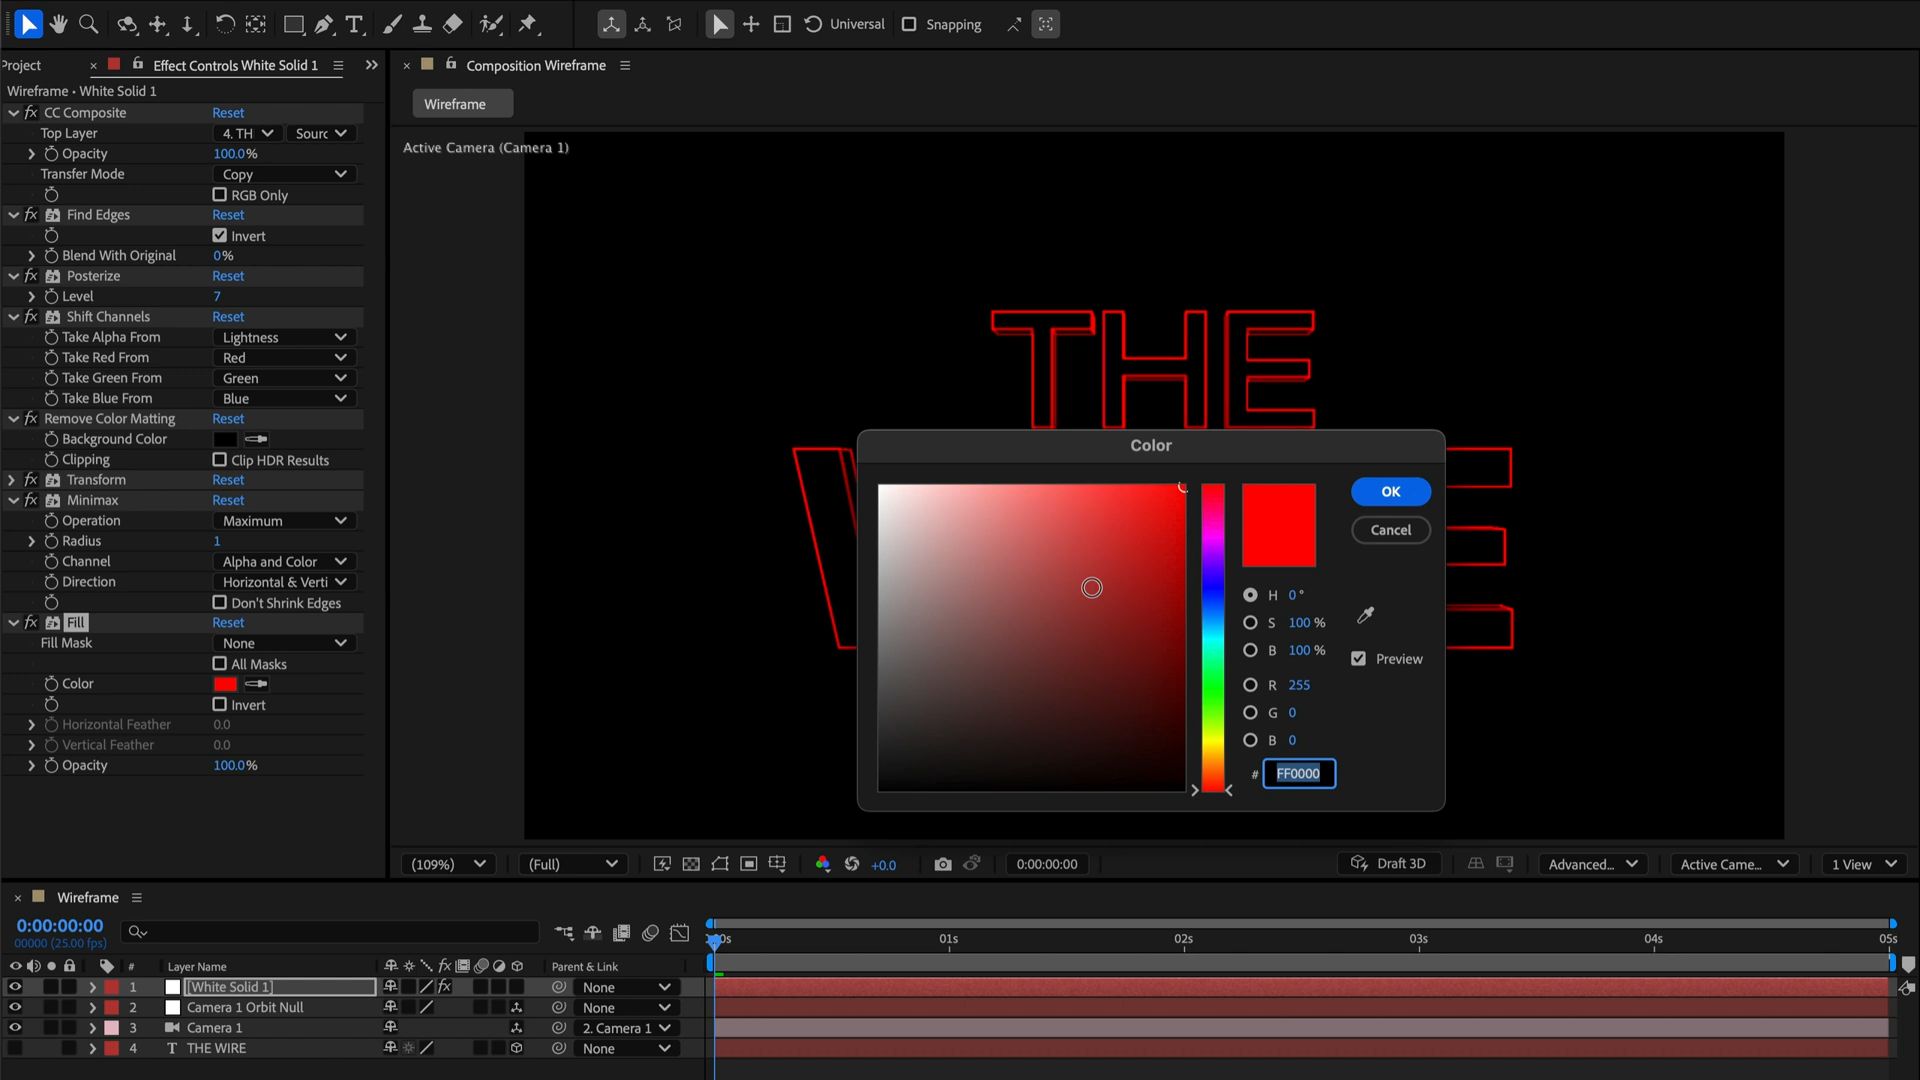 Universal
Snapping
Project
Effect Controls White Solid 1
Composition Wireframe
Wireframe • White Solid 1
Wireframe
Active Camera (Camera 1)
CC Composite
Reset
Top Layer
4. TH
Sourc
Opacity
100.0%
Transfer Mode
Copy
RGB Only
fx Find Edges
Reset
Invert
Blend With Original
0%
fx Posterize
Reset
Level
7
fx Shift Channels
Reset
Take Alpha From
Lightness
Take Red From
Red
Take Green From
Green
Take Blue From
Blue
fx Remove Color Matting
Reset
Background Color
Clipping
Clip HDR Results
fx Transform
Reset
fx Minimax
Reset
Operation
Maximum
Radius
1
Channel
Alpha and Color
Direction
Horizontal & Verti
Don't Shrink Edges
fx Fill
Reset
Fill Mask
None
All Masks
Color
Invert
Horizontal Feather
0.0
Vertical Feather
0.0
Opacity
100.0%
THE
Color
OK
Cancel
H 0°
S 100 %
B 100 %
Preview
R 255
G 0
B 0
# FF0000
(109%)
(Full)
+0.0
0:00:00:00
Draft 3D
Advanced...
Active Came...
1 View
Wireframe
0:00:00:00
00000 (25.00 fps)
01s
02s
03s
04s
05s
#
Layer Name
fx
Parent & Link
1
[White Solid 1]
fx
None
2
Camera 1 Orbit Null
None
3
Camera 1
2. Camera 1
4
T THE WIRE
None